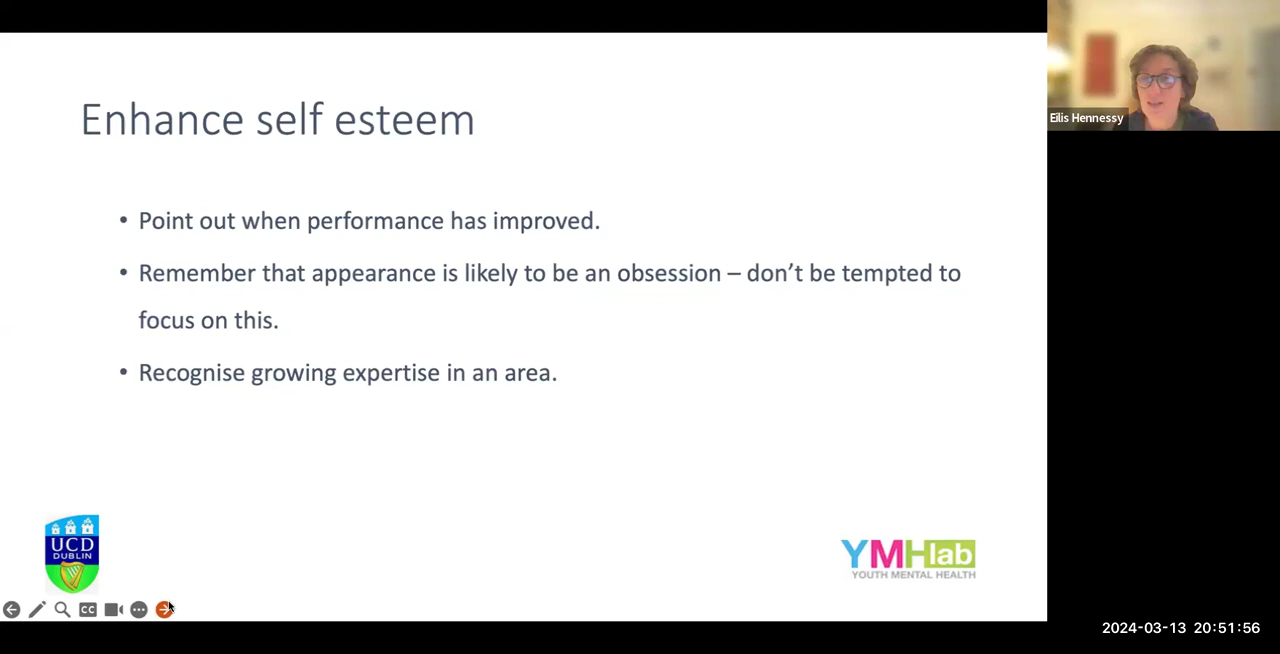 Enhance self esteem
• Point out when performance has improved.
• Remember that appearance is likely to be an obsession – don’t be tempted to
focus on this.
• Recognise growing expertise in an area.
Eilis Hennessy
UCD
DUBLIN
YMHlab
YOUTH MENTAL HEALTH
CC
2024-03-13 20:51:56